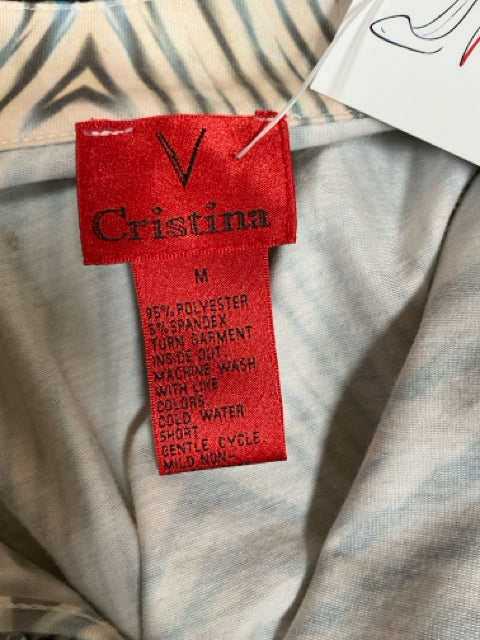 V
Cristina
M
95% POLYESTER
5% SPANDEX
TURN GARMENT
INSIDE OUT
MACHINE WASH
WITH LIKE
COLORS
COLD WATER
SHORT
GENTLE CYCLE.
MILD NON-